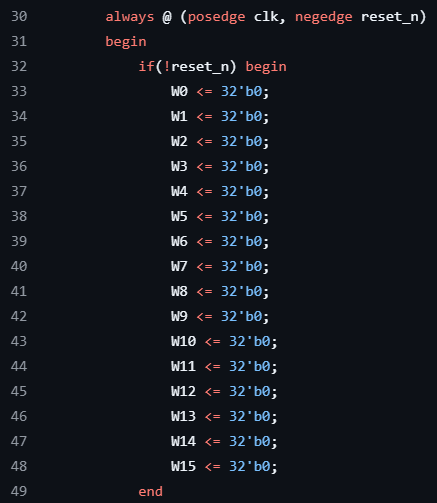 30 always @ (posedge clk, negedge reset_n)
31 begin
32 if(!reset_n) begin
33 W0 <= 32'b0;
34 W1 <= 32'b0;
35 W2 <= 32'b0;
36 W3 <= 32'b0;
37 W4 <= 32'b0;
38 W5 <= 32'b0;
39 W6 <= 32'b0;
40 W7 <= 32'b0;
41 W8 <= 32'b0;
42 W9 <= 32'b0;
43 W10 <= 32'b0;
44 W11 <= 32'b0;
45 W12 <= 32'b0;
46 W13 <= 32'b0;
47 W14 <= 32'b0;
48 W15 <= 32'b0;
49 end